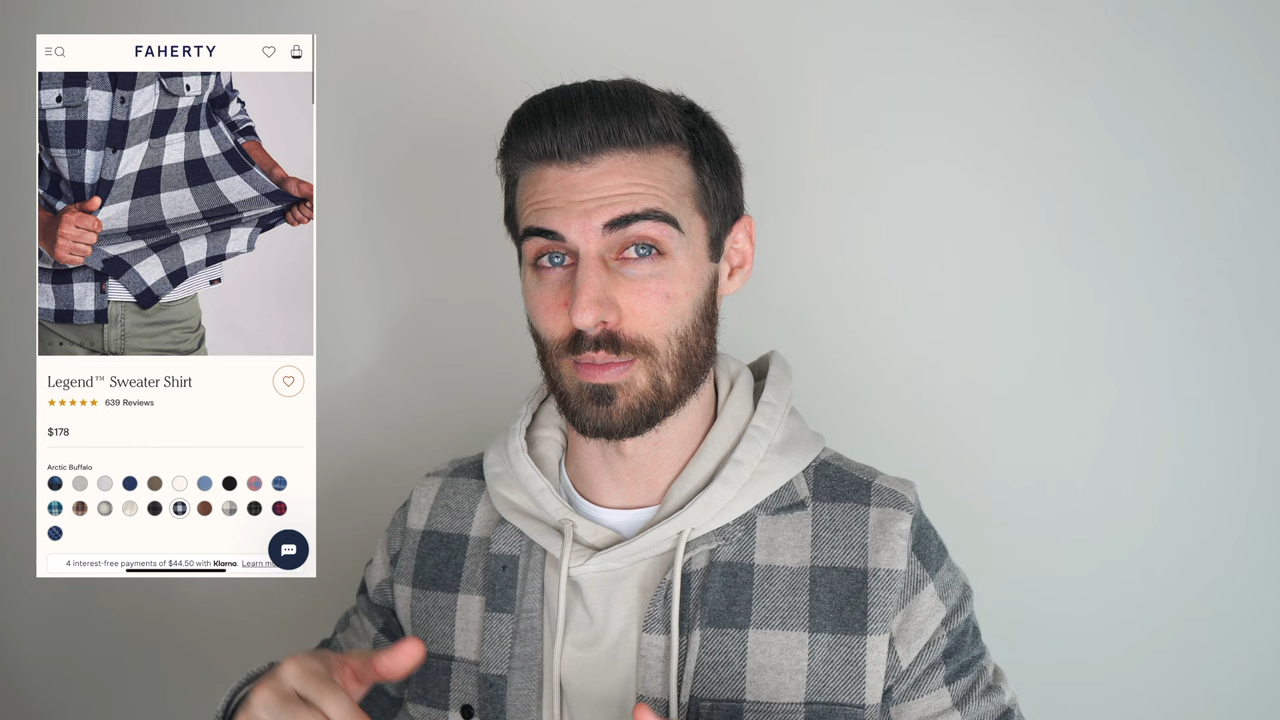 FAHERTY
Legend™ Sweater Shirt
639 Reviews
$178
Arctic Buffalo
4 interest-free payments of $44.50 with Klarna. Learn